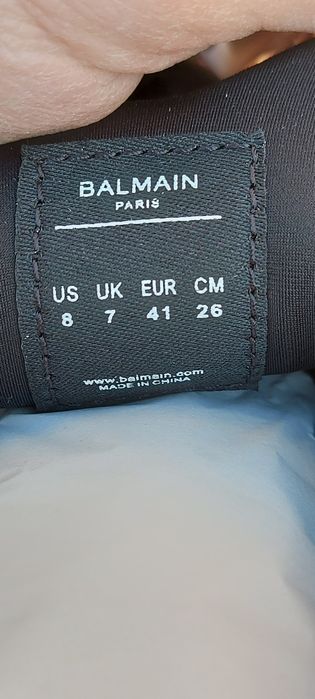 BALMAIN
PARIS
US UK EUR CM
8 7 41 26
www.balmain.com
MADE IN CHINA